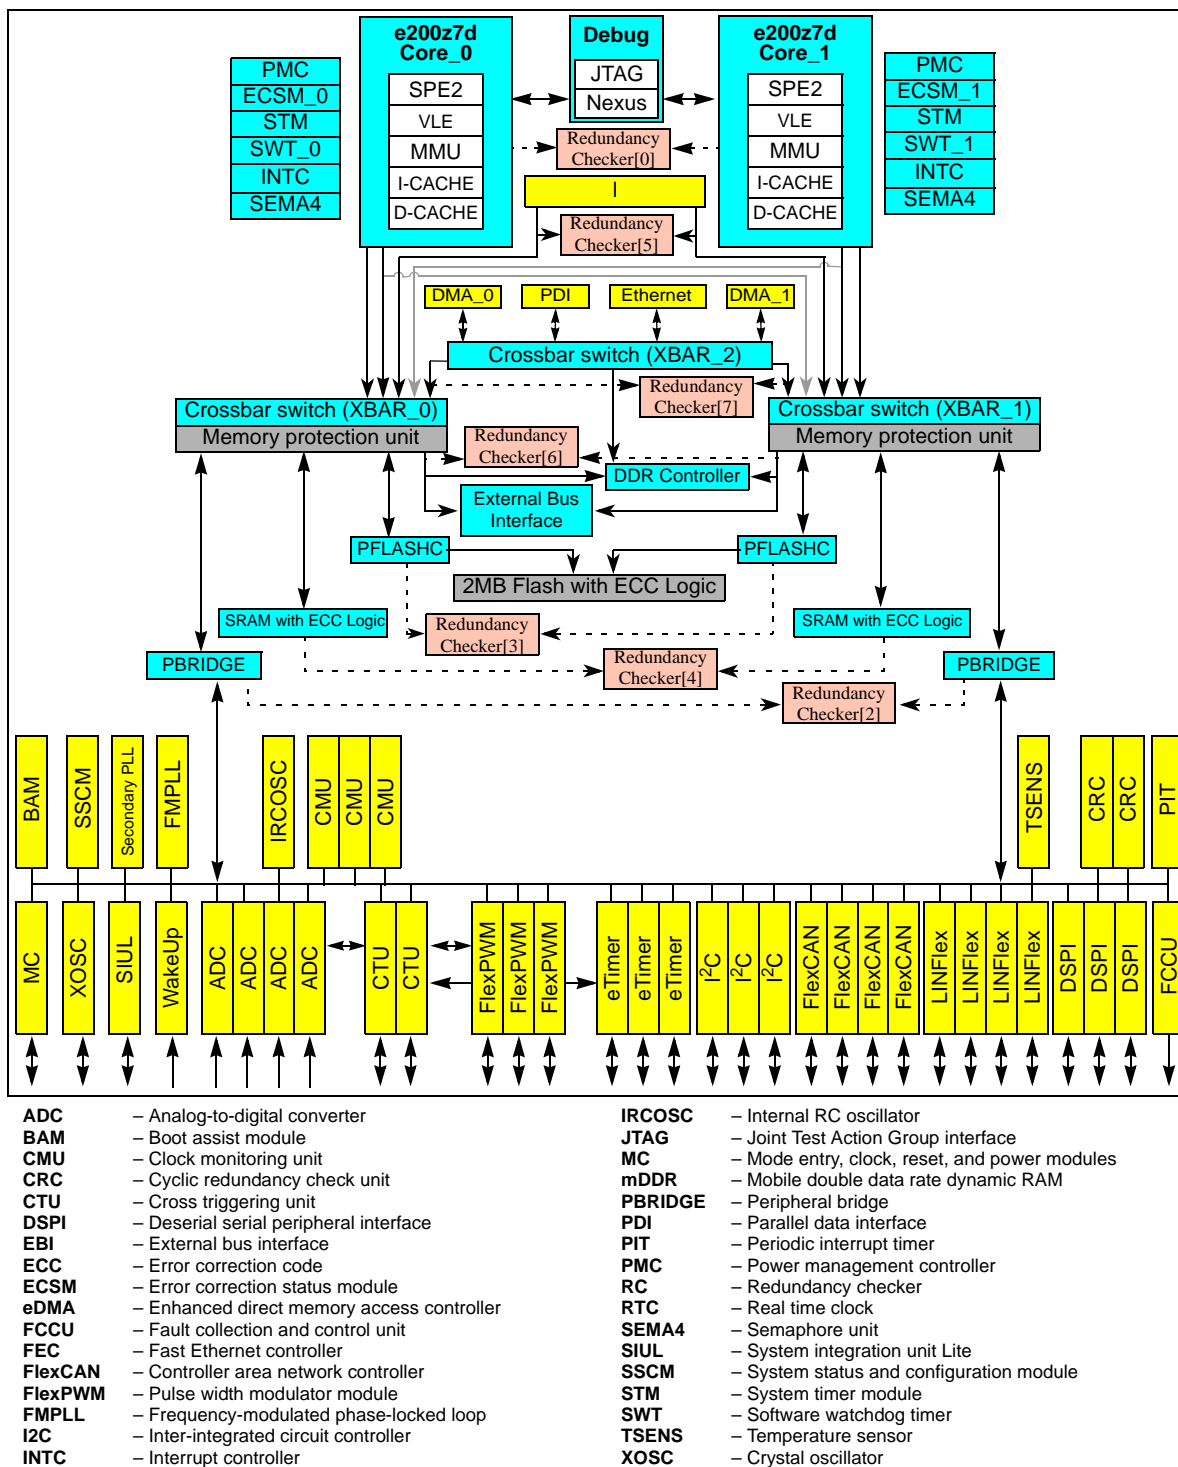 e200z7d
Core_0
SPE2
VLE
MMU
I-CACHE
D-CACHE
Debug
JTAG
Nexus
e200z7d
Core_1
SPE2
VLE
MMU
I-CACHE
D-CACHE
PMC
ECSM_0
STM
SWT_0
INTC
SEMA4
PMC
ECSM_1
STM
SWT_1
INTC
SEMA4
Redundancy
Checker[0]
I
Redundancy
Checker[5]
DMA_0
PDI
Ethernet
DMA_1
Crossbar switch (XBAR_2)
Redundancy
Checker[7]
Crossbar switch (XBAR_0)
Memory protection unit
Crossbar switch (XBAR_1)
Memory protection unit
Redundancy
Checker[6]
DDR Controller
External Bus
Interface
PFLASHC
PFLASHC
2MB Flash with ECC Logic
SRAM with ECC Logic
SRAM with ECC Logic
Redundancy
Checker[3]
PBRIDGE
Redundancy
Checker[4]
PBRIDGE
Redundancy
Checker[2]
BAM
SSCM
Secondary PLL
FMPLL
IRCOSC
CMU
CMU
CMU
TSENS
CRC
CRC
PIT
MC
XOSC
SIUL
WakeUp
ADC
ADC
ADC
ADC
CTU
CTU
FlexPWM
FlexPWM
FlexPWM
eTimer
eTimer
eTimer
I²C
I²C
I²C
FlexCAN
FlexCAN
FlexCAN
FlexCAN
LINFlex
LINFlex
LINFlex
LINFlex
DSPI
DSPI
DSPI
FCCU
ADC – Analog-to-digital converter
BAM – Boot assist module
CMU – Clock monitoring unit
CRC – Cyclic redundancy check unit
CTU – Cross triggering unit
DSPI – Deserial serial peripheral interface
EBI – External bus interface
ECC – Error correction code
ECSM – Error correction status module
eDMA – Enhanced direct memory access controller
FCCU – Fault collection and control unit
FEC – Fast Ethernet controller
FlexCAN – Controller area network controller
FlexPWM – Pulse width modulator module
FMPLL – Frequency-modulated phase-locked loop
I2C – Inter-integrated circuit controller
INTC – Interrupt controller
IRCOSC – Internal RC oscillator
JTAG – Joint Test Action Group interface
MC – Mode entry, clock, reset, and power modules
mDDR – Mobile double data rate dynamic RAM
PBRIDGE – Peripheral bridge
PDI – Parallel data interface
PIT – Periodic interrupt timer
PMC – Power management controller
RC – Redundancy checker
RTC – Real time clock
SEMA4 – Semaphore unit
SIUL – System integration unit Lite
SSCM – System status and configuration module
STM – System timer module
SWT – Software watchdog timer
TSENS – Temperature sensor
XOSC – Crystal oscillator